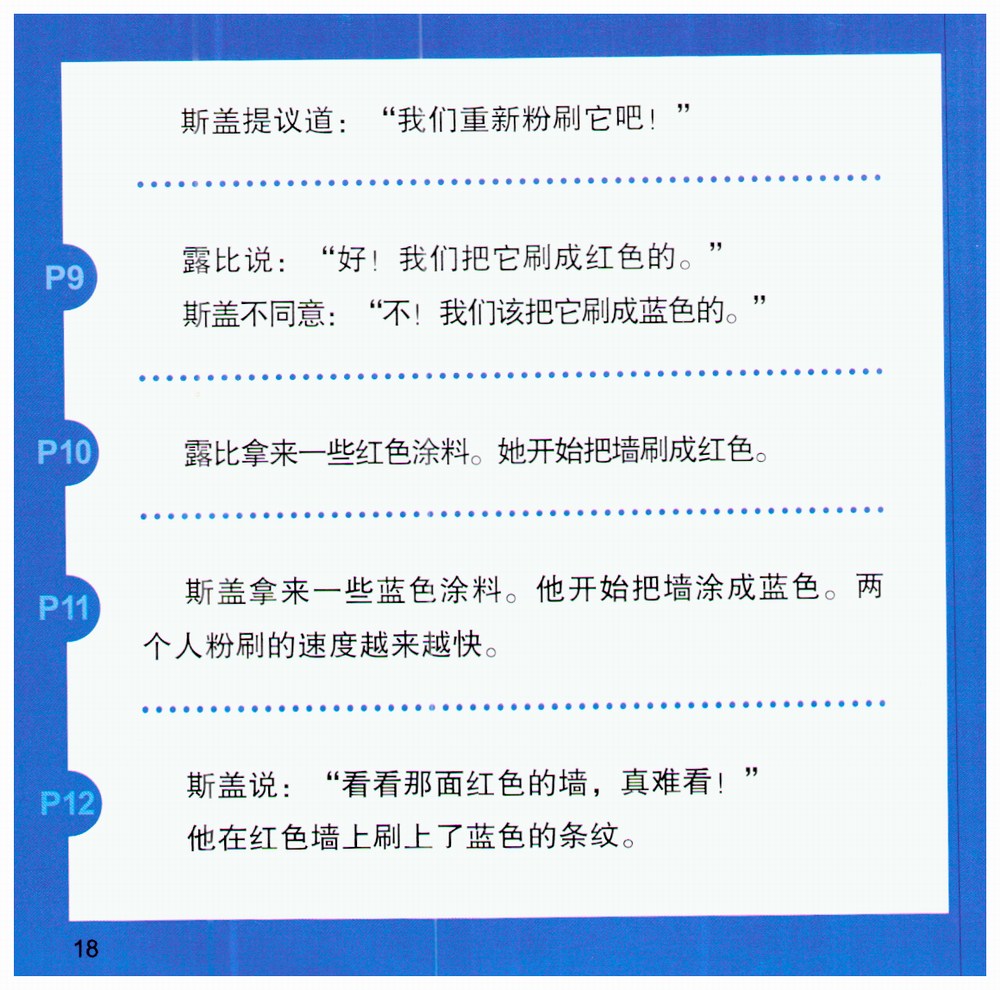 斯盖提议道：“我们重新粉刷它吧！”
P9
露比说：“好！我们把它刷成红色的。”
斯盖不同意：“不！我们该把它刷成蓝色的。”
P10
露比拿来一些红色涂料。她开始把墙刷成红色。
P11
斯盖拿来一些蓝色涂料。他开始把墙涂成蓝色。两
个人粉刷的速度越来越快。
P12
斯盖说：“看看那面红色的墙，真难看！”
他在红色墙上刷上了蓝色的条纹。
18